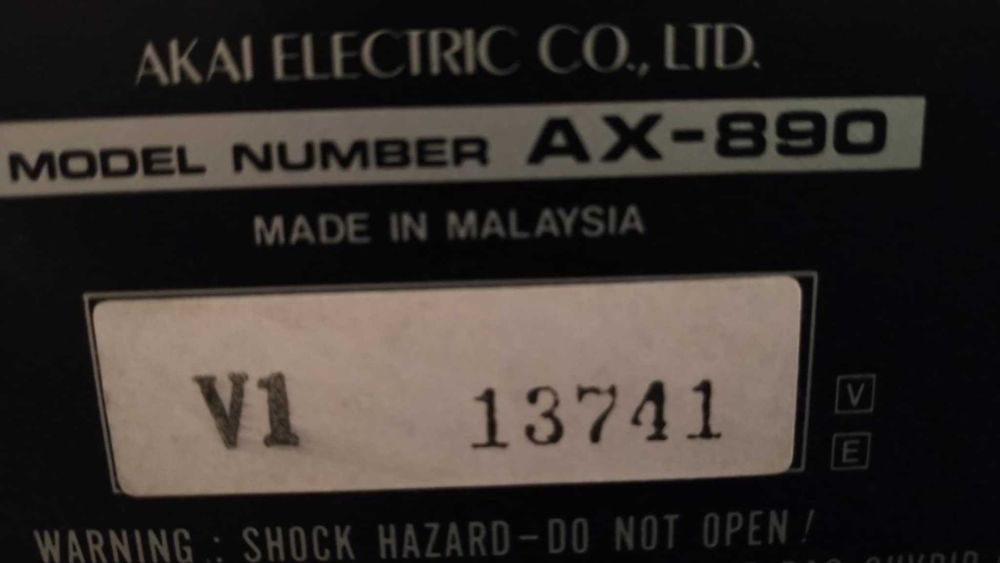 AKAI ELECTRIC CO., LTD.
MODEL NUMBER AX-890
MADE IN MALAYSIA
V1 13741
V
E
WARNING : SHOCK HAZARD-DO NOT OPEN!